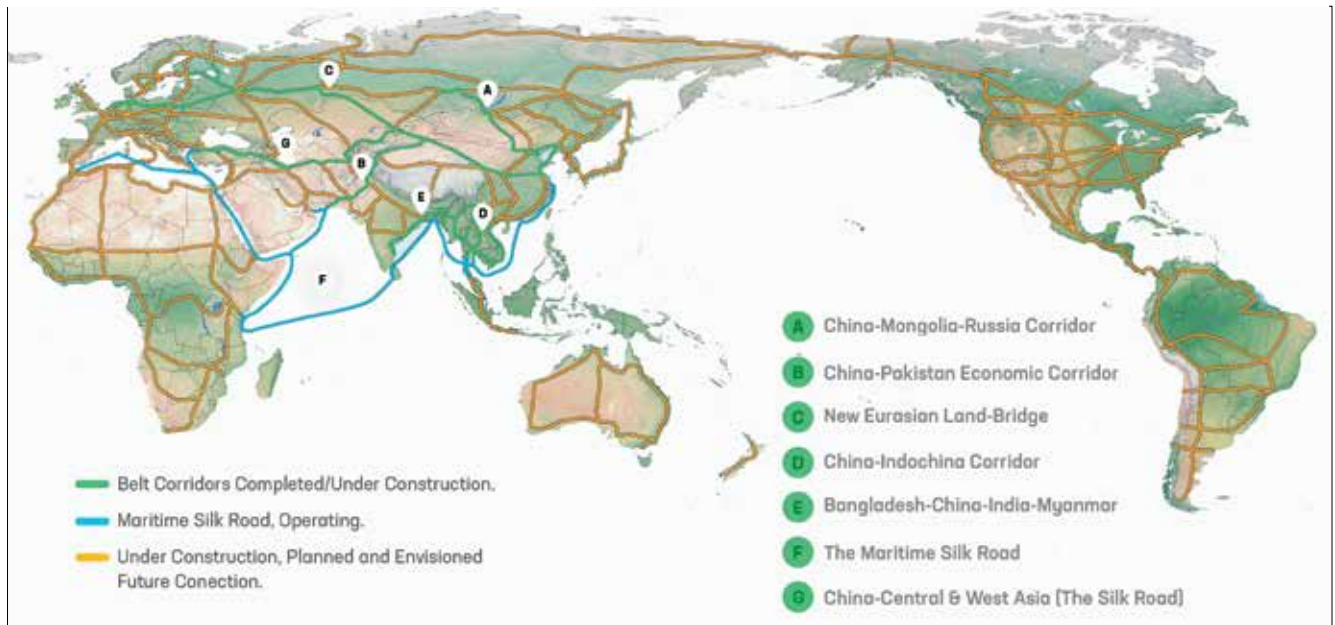 C
A
G
B
E
D
F
A China-Mongolia-Russia Corridor
B China-Pakistan Economic Corridor
C New Eurasian Land-Bridge
D China-Indochina Corridor
E Bangladesh-China-India-Myanmar
F The Maritime Silk Road
G China-Central & West Asia (The Silk Road)
Belt Corridors Completed/Under Construction.
Maritime Silk Road, Operating.
Under Construction, Planned and Envisioned
Future Conection.